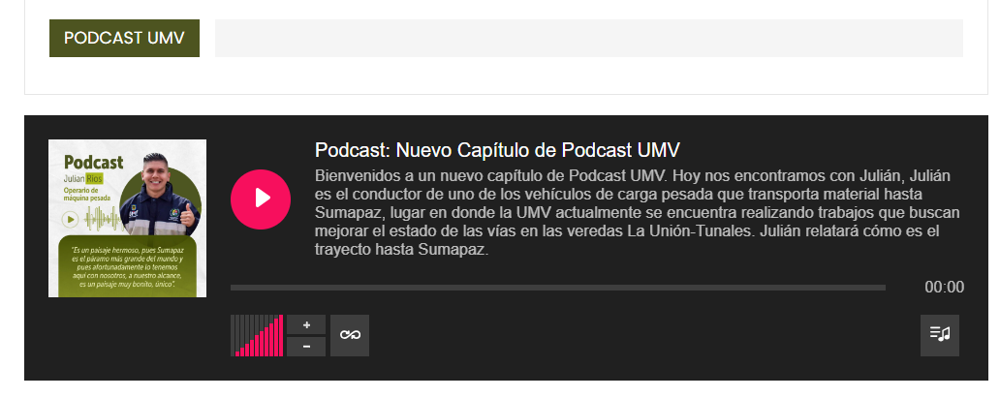 PODCAST UMV
Podcast
Julian Rios
Operario de
máquina pesada
"Es un paisaje hermoso, pues Sumapaz
es el páramo más grande del mundo y
pues afortunadamente lo tenemos
aquí con nosotros, a nuestro alcance,
es un paisaje muy bonito, único".
Podcast: Nuevo Capítulo de Podcast UMV
Bienvenidos a un nuevo capítulo de Podcast UMV. Hoy nos encontramos con Julián, Julián
es el conductor de uno de los vehículos de carga pesada que transporta material hasta
Sumapaz, lugar en donde la UMV actualmente se encuentra realizando trabajos que buscan
mejorar el estado de las vías en las veredas La Unión-Tunales. Julián relatará cómo es el
trayecto hasta Sumapaz.
00:00